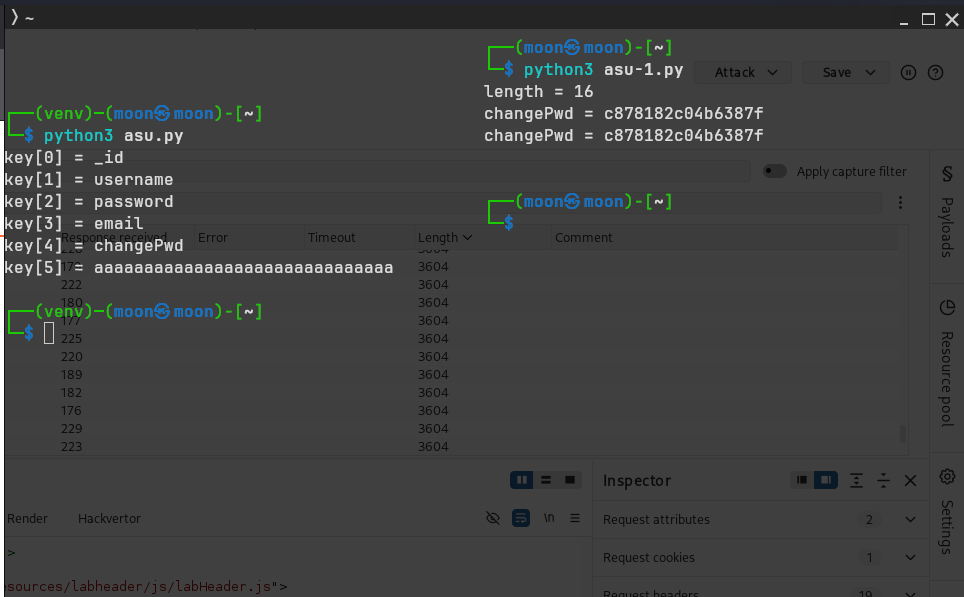 ❭ ~
┌──(venv)─(moon㉿moon)-[~]
└─$ python3 asu.py
key[0] = _id
key[1] = username
key[2] = password
key[3] = email
key[4] = changePwd
key[5] = aaaaaaaaaaaaaaaaaaaaaaaaaaaaaa
┌──(venv)─(moon㉿moon)-[~]
└─$
┌──(moon㉿moon)-[~]
└─$ python3 asu-1.py
length = 16
changePwd = c878182c04b6387f
changePwd = c878182c04b6387f
┌──(moon㉿moon)-[~]
└─$
Attack Save
Apply capture filter
Response received Error Timeout Length Comment
3604
222 3604
180 3604
177 3604
225 3604
220 3604
189 3604
182 3604
176 3604
229 3604
223 3604
Payloads
Resource pool
Settings
Render Hackvertor \n
>
esources/labheader/js/labHeader.js">
Inspector
Request attributes 2
Request cookies 1
Request headers 19